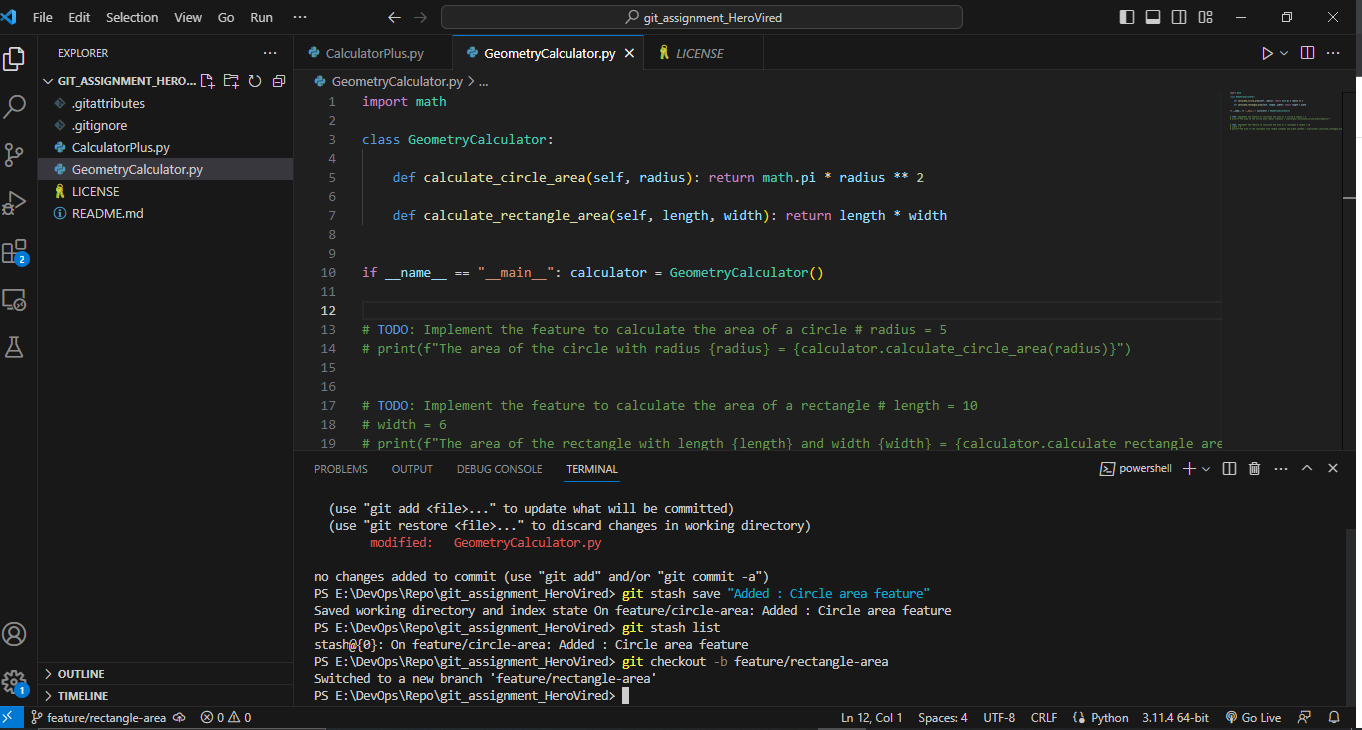 File Edit Selection View Go Run ··· git_assignment_HeroVired
EXPLORER ···
GIT_ASSIGNMENT_HERO...
.gitattributes
.gitignore
CalculatorPlus.py
GeometryCalculator.py
LICENSE
README.md
OUTLINE
TIMELINE
2
1
CalculatorPlus.py GeometryCalculator.py LICENSE
GeometryCalculator.py > ...
1 import math
2
3 class GeometryCalculator:
4
5 def calculate_circle_area(self, radius): return math.pi * radius ** 2
6
7 def calculate_rectangle_area(self, length, width): return length * width
8
9
10 if __name__ == "__main__": calculator = GeometryCalculator()
11
12
13 # TODO: Implement the feature to calculate the area of a circle # radius = 5
14 # print(f"The area of the circle with radius {radius} = {calculator.calculate_circle_area(radius)}")
15
16
17 # TODO: Implement the feature to calculate the area of a rectangle # length = 10
18 # width = 6
19 # print(f"The area of the rectangle with length {length} and width {width} = {calculator.calculate_rectangle_are
PROBLEMS OUTPUT DEBUG CONSOLE TERMINAL powershell
(use "git add <file>..." to update what will be committed)
(use "git restore <file>..." to discard changes in working directory)
modified: GeometryCalculator.py
no changes added to commit (use "git add" and/or "git commit -a")
PS E:\DevOps\Repo\git_assignment_HeroVired> git stash save "Added : Circle area feature"
Saved working directory and index state On feature/circle-area: Added : Circle area feature
PS E:\DevOps\Repo\git_assignment_HeroVired> git stash list
stash@{0}: On feature/circle-area: Added : Circle area feature
PS E:\DevOps\Repo\git_assignment_HeroVired> git checkout -b feature/rectangle-area
Switched to a new branch 'feature/rectangle-area'
PS E:\DevOps\Repo\git_assignment_HeroVired>
feature/rectangle-area 0 0 Ln 12, Col 1 Spaces: 4 UTF-8 CRLF Python 3.11.4 64-bit Go Live